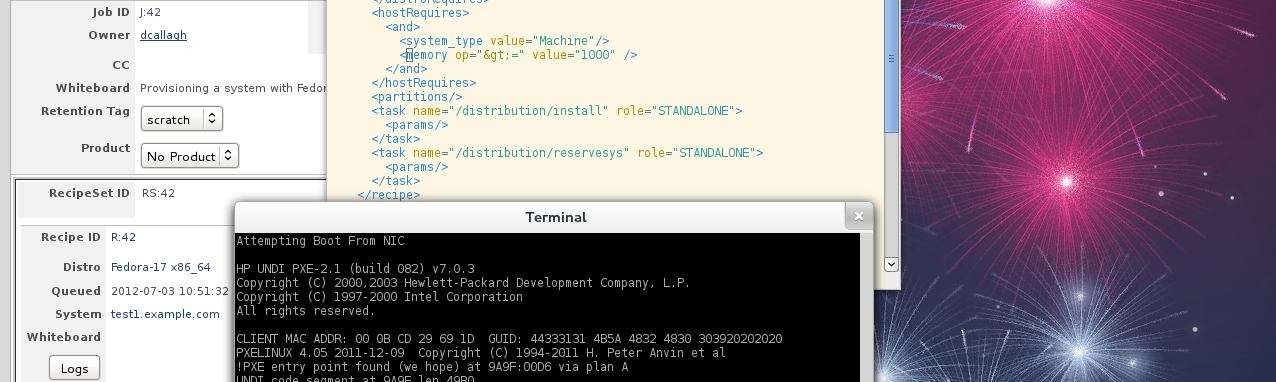 Job ID J:42
Owner dcallagh
CC
Whiteboard Provisioning a system with Fedor
Retention Tag scratch
Product No Product
RecipeSet ID RS:42
Recipe ID R:42
Distro Fedora-17 x86_64
Queued 2012-07-03 10:51:32
System test1.example.com
Whiteboard
Logs
</distroRequires>
<hostRequires>
<and>
<system_type value="Machine"/>
<memory op="&gt;=" value="1000" />
</and>
</hostRequires>
<partitions/>
<task name="/distribution/install" role="STANDALONE">
<params/>
</task>
<task name="/distribution/reservesys" role="STANDALONE">
<params/>
</task>
</recipe>
Terminal
Attempting Boot From NIC
HP UNDI PXE-2.1 (build 082) v7.0.3
Copyright (C) 2000,2003 Hewlett-Packard Development Company, L.P.
Copyright (C) 1997-2000 Intel Corporation
All rights reserved.
CLIENT MAC ADDR: 00 0B CD 29 69 1D  GUID: 44333131 4B5A 4832 4830 303920202020
PXELINUX 4.05 2011-12-09  Copyright (C) 1994-2011 H. Peter Anvin et al
!PXE entry point found (we hope) at 9A9F:00D6 via plan A
UNDI code segment at 9A9F len 49B0